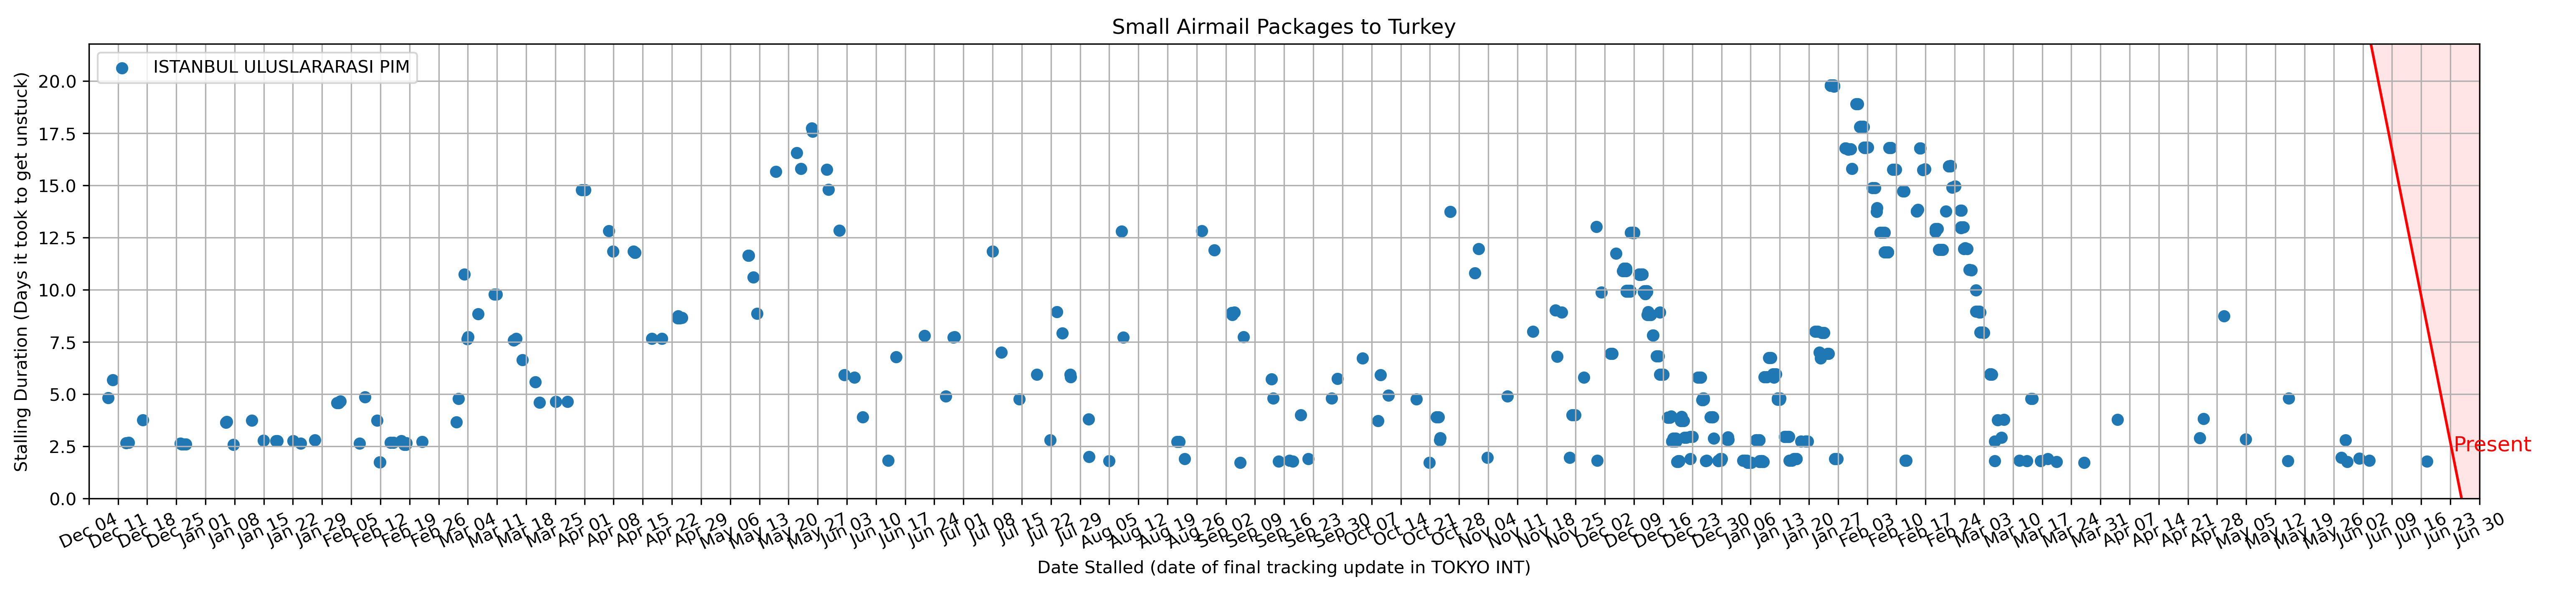 Small Airmail Packages to Turkey
ISTANBUL ULUSLARARASI PIM
Stalling Duration (Days it took to get unstuck)
20.0
17.5
15.0
12.5
10.0
7.5
5.0
2.5
0.0
Present
Dec 04 Dec 11 Dec 18 Dec 25 Jan 01 Jan 08 Jan 15 Jan 22 Jan 29 Feb 05 Feb 12 Feb 19 Feb 26 Mar 04 Mar 11 Mar 18 Mar 25 Apr 01 Apr 08 Apr 15 Apr 22 Apr 29 May 06 May 13 May 20 May 27 Jun 03 Jun 10 Jun 17 Jun 24 Jul 01 Jul 08 Jul 15 Jul 22 Jul 29 Aug 05 Aug 12 Aug 19 Aug 26 Sep 02 Sep 09 Sep 16 Sep 23 Sep 30 Oct 07 Oct 14 Oct 21 Oct 28 Nov 04 Nov 11 Nov 18 Nov 25 Dec 02 Dec 09 Dec 16 Dec 23 Dec 30 Jan 06 Jan 13 Jan 20 Jan 27 Feb 03 Feb 10 Feb 17 Feb 24 Mar 03 Mar 10 Mar 17 Mar 24 Mar 31 Apr 07 Apr 14 Apr 21 Apr 28 May 05 May 12 May 19 May 26 Jun 02 Jun 09 Jun 16 Jun 23 Jun 30
Date Stalled (date of final tracking update in TOKYO INT)